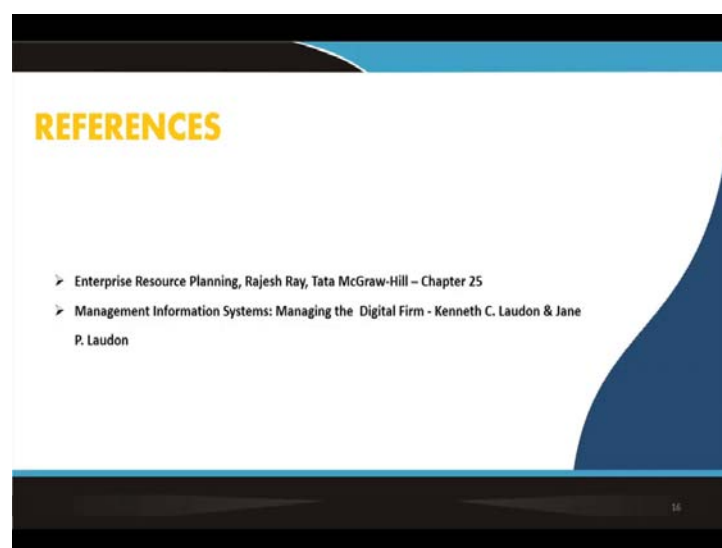 REFERENCES
➢ Enterprise Resource Planning, Rajesh Ray, Tata McGraw-Hill – Chapter 25
➢ Management Information Systems: Managing the Digital Firm - Kenneth C. Laudon & Jane
P. Laudon
16